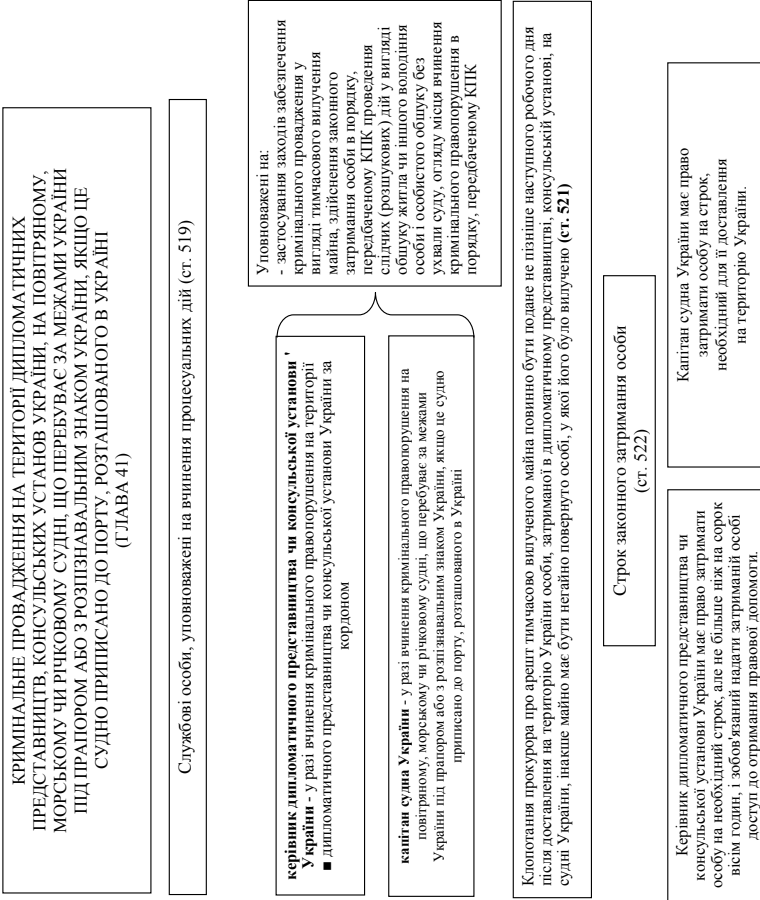 КРИМІНАЛЬНЕ ПРОВАДЖЕННЯ НА ТЕРИТОРІЇ ДИПЛОМАТИЧНИХ
ПРЕДСТАВНИЦТВ, КОНСУЛЬСЬКИХ УСТАНОВ УКРАЇНИ, НА ПОВІТРЯНОМУ,
МОРСЬКОМУ ЧИ РІЧКОВОМУ СУДНІ, ЩО ПЕРЕБУВАЄ ЗА МЕЖАМИ УКРАЇНИ
ПІД ПРАПОРОМ АБО З РОЗПІЗНАВАЛЬНИМ ЗНАКОМ УКРАЇНИ, ЯКЩО ЦЕ
СУДНО ПРИПИСАНО ДО ПОРТУ, РОЗТАШОВАНОГО В УКРАЇНІ
(ГЛАВА 41)
Службові особи, уповноважені на вчинення процесуальних дій (ст. 519)
керівник дипломатичного представництва чи консульської установи '
України - у разі вчинення кримінального правопорушення на території
■ дипломатичного представництва чи консульської установи України за
кордоном
капітан судна України - у разі вчинення кримінального правопорушення на
повітряному, морському чи річковому судні, що перебуває за межами
України під прапором або з розпізнавальним знаком України, якщо це судно
приписано до порту, розташованого в Україні
Уповноважені на:
- застосування заходів забезпечення
кримінального провадження у
вигляді тимчасового вилучення
майна, здійснення законного
затримання особи в порядку,
передбаченому КПК проведення
слідчих (розшукових) дій у вигляді
обшуку житла чи іншого володіння
особи і особистого обшуку без
ухвали суду, огляду місця вчинення
кримінального правопорушення в
порядку, передбаченому КПК
Клопотання прокурора про арешт тимчасово вилученого майна повинно бути подане не пізніше наступного робочого дня
після доставлення на територію України особи, затриманої в дипломатичному представництві, консульській установі, на
судні України, інакше майно має бути негайно повернуто особі, у якої його було вилучено (ст. 521)
Строк законного затримання особи
(ст. 522)
Керівник дипломатичного представництва чи
консульської установи України має право затримати
особу на необхідний строк, але не більше ніж на сорок
вісім годин, і зобов'язаний надати затриманій особі
доступ до отримання правової допомоги.
Капітан судна України має право
затримати особу на строк,
необхідний для її доставлення
на територію України.